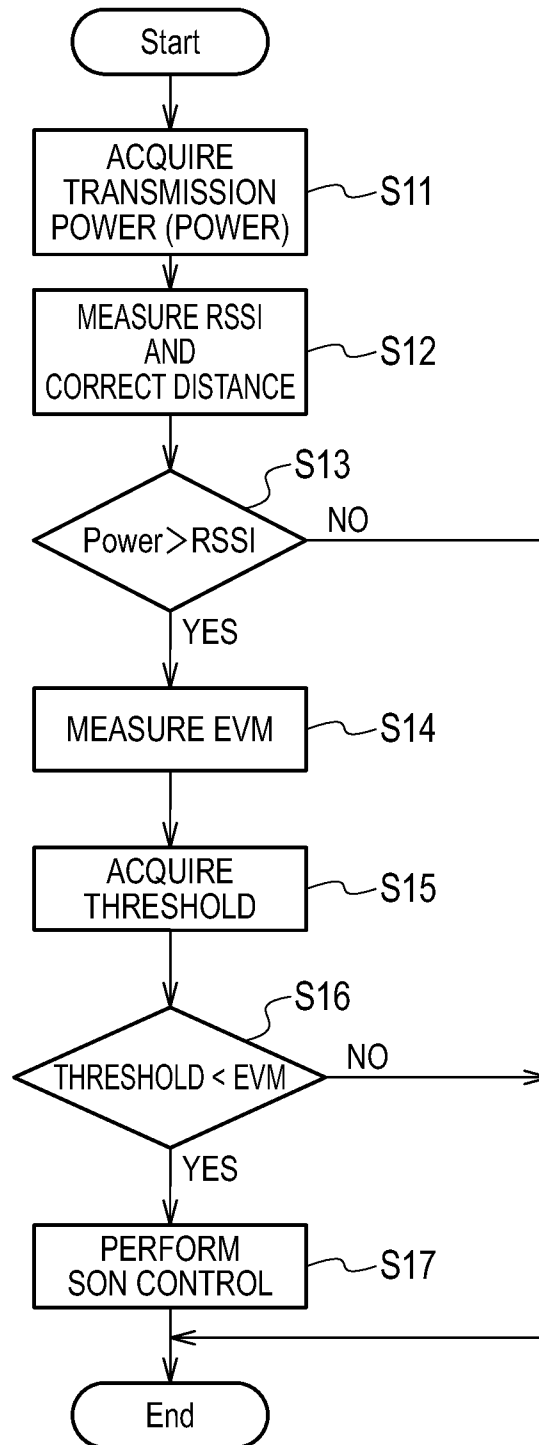 Start
ACQUIRE
TRANSMISSION
POWER (POWER)
S11
MEASURE RSSI
AND
CORRECT DISTANCE
S12
S13
Power>RSSI
NO
YES
MEASURE EVM
S14
ACQUIRE
THRESHOLD
S15
S16
THRESHOLD < EVM
NO
YES
PERFORM
SON CONTROL
S17
End